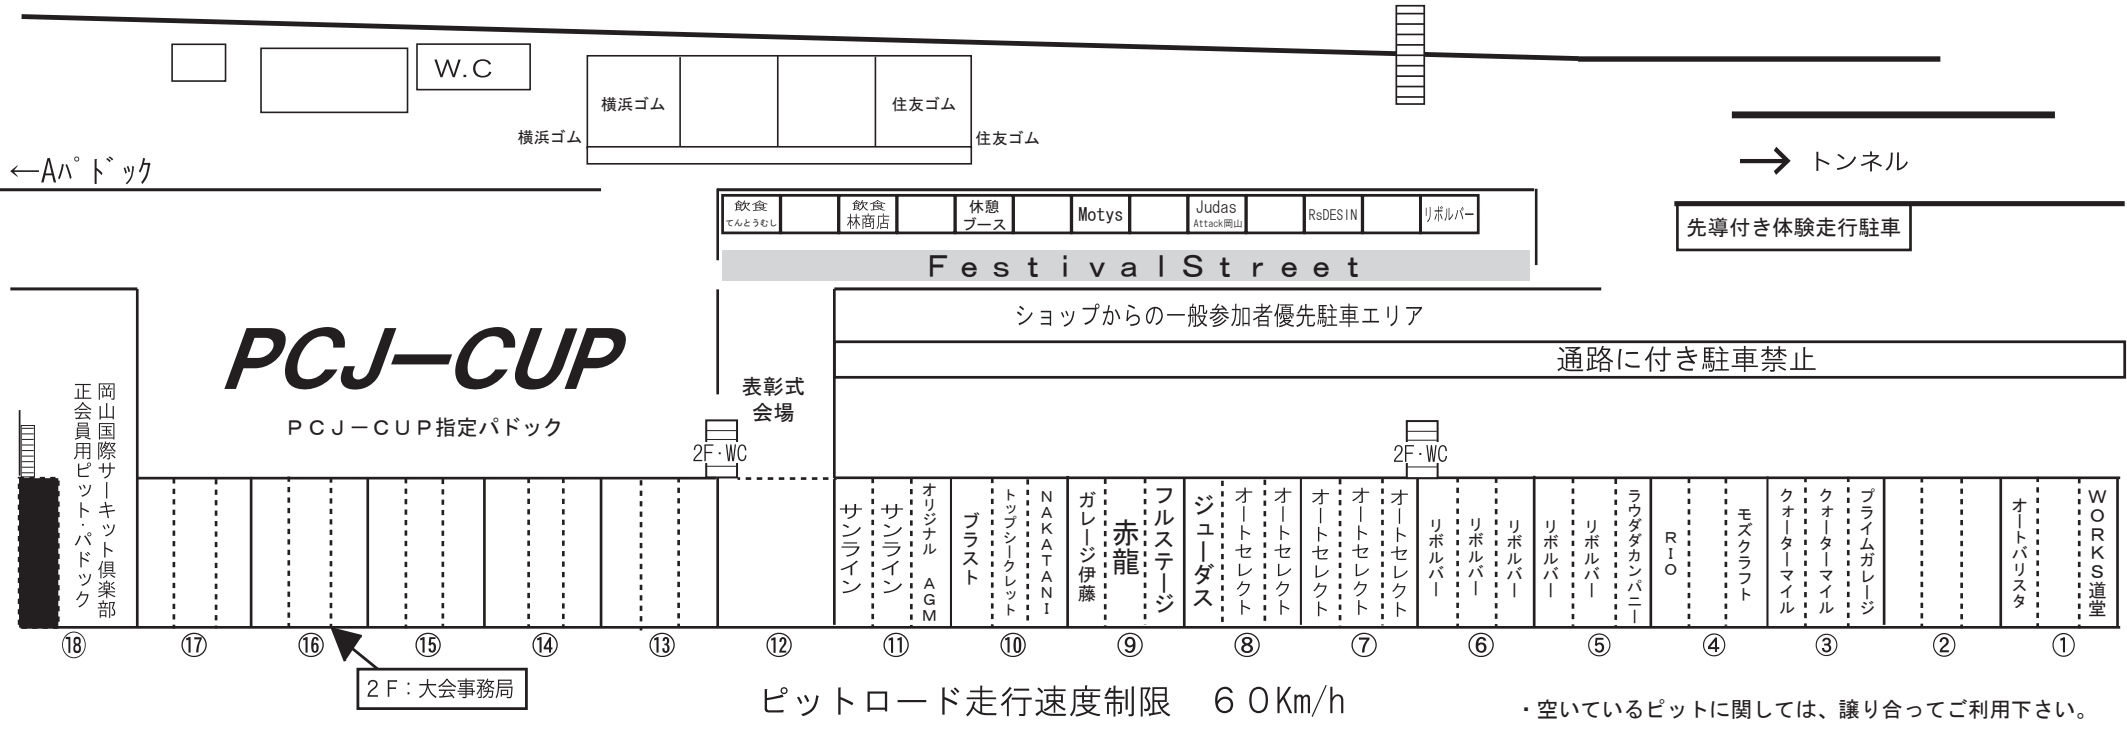 W.C
横浜ゴム
住友ゴム
横浜ゴム
住友ゴム
←Aパドック
→ トンネル
飲食
てんとうむし
飲食
林商店
休憩
ブース
Motys
Judas
Attack岡山
RsDESIN
リボルバー
先導付き体験走行駐車
FestivalStreet
ショップからの一般参加者優先駐車エリア
通路に付き駐車禁止
PCJーCUP
PCJーCUP指定パドック
表彰式
会場
2F・WC
2F・WC
岡山国際サーキット倶楽部
正会員用ピット・パドック
サンライン
サンライン
オリジナル AGM
ブラスト
トップシークレット
NAKATANI
ガレージ伊藤
赤龍
フルステージ
ジューダス
オートセレクト
オートセレクト
オートセレクト
オートセレクト
オートセレクト
リボルバー
リボルバー
リボルバー
リボルバー
リボルバー
ラウダダカンパニー
RIO
モズクラフト
クォーターマイル
クォーターマイル
プライムガレージ
オートバリスタ
WORKS道堂
⑱ ⑰ ⑯ ⑮ ⑭ ⑬ ⑫ ⑪ ⑩ ⑨ ⑧ ⑦ ⑥ ⑤ ④ ③ ② ①
2F：大会事務局
ピットロード走行速度制限 60Km/h
・空いているピットに関しては、譲り合ってご利用下さい。